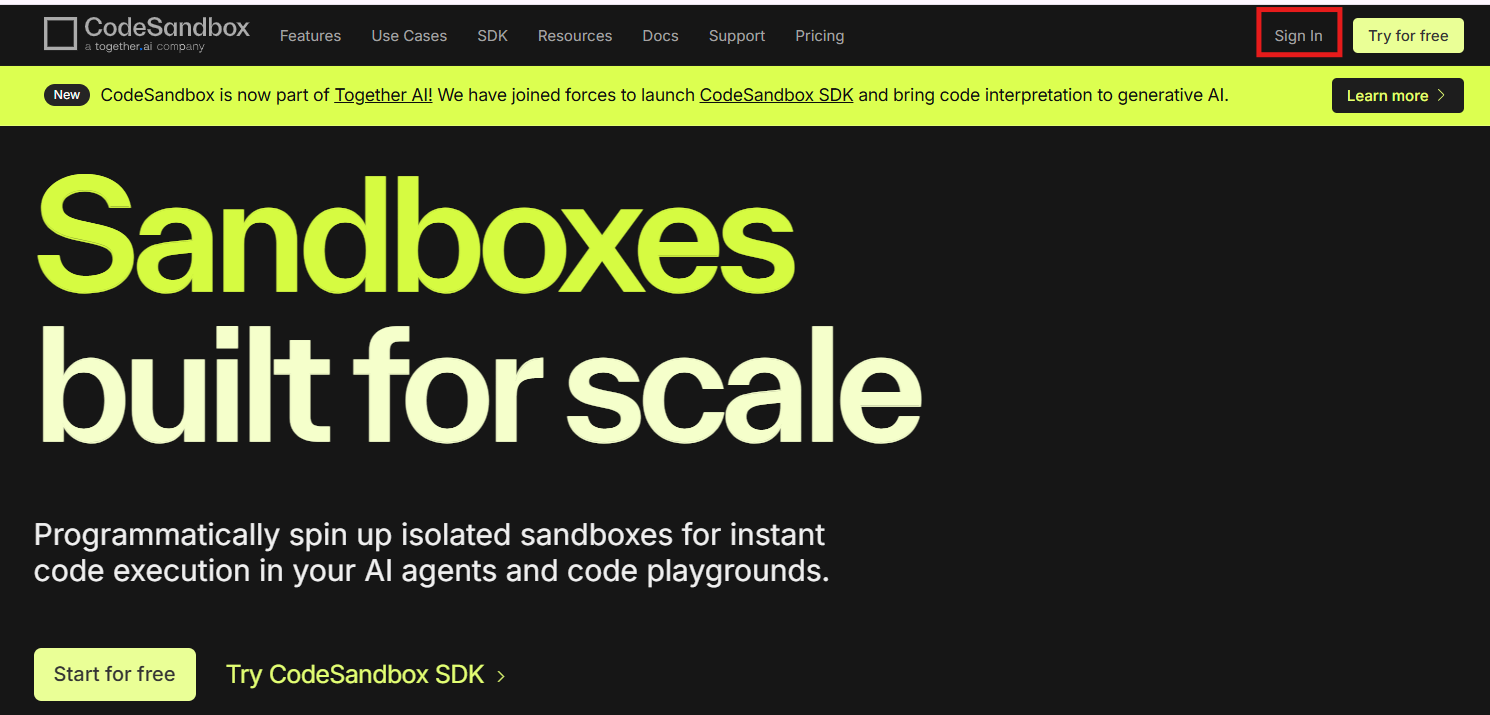 CodeSandbox
a together.ai company
Features Use Cases SDK Resources Docs Support Pricing Sign In Try for free
New CodeSandbox is now part of Together AI! We have joined forces to launch CodeSandbox SDK and bring code interpretation to generative AI. Learn more
Sandboxes
built for scale
Programmatically spin up isolated sandboxes for instant
code execution in your AI agents and code playgrounds.
Start for free Try CodeSandbox SDK